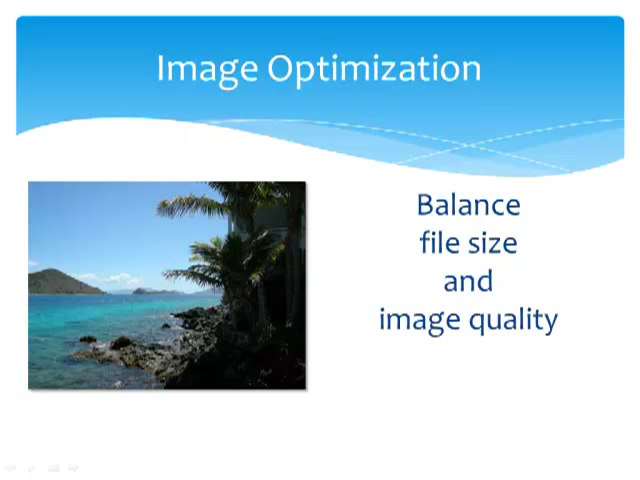 Image Optimization
Balance
file size
and
image quality